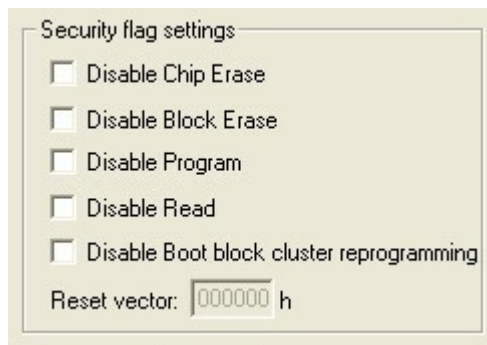 Security flag settings
Disable Chip Erase
Disable Block Erase
Disable Program
Disable Read
Disable Boot block cluster reprogramming
Reset vector: 000000 h